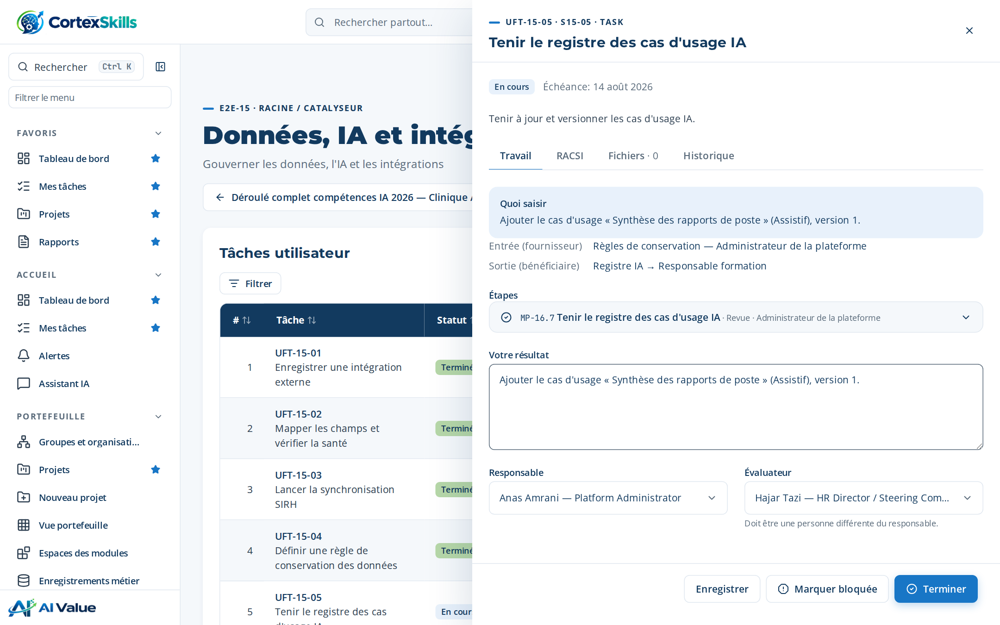 CortexSkills
Rechercher partout...
Rechercher Ctrl K
Filtrer le menu
FAVORIS
Tableau de bord
Mes tâches
Projets
Rapports
ACCUEIL
Tableau de bord
Mes tâches
Alertes
Assistant IA
PORTEFEUILLE
Groupes et organisati...
Projets
Nouveau projet
Vue portefeuille
Espaces des modules
Enregistrements métier
AI Value
E2E-15 · RACINE / CATALYSEUR
Données, IA et intég
Gouverner les données, l'IA et les intégrations
Déroulé complet compétences IA 2026 — Clinique
Tâches utilisateur
Filtrer
# Tâche Statut
1 UFT-15-01 Terminé
Enregistrer une intégration
externe
2 UFT-15-02 Terminé
Mapper les champs et
vérifier la santé
3 UFT-15-03 Terminé
Lancer la synchronisation
SIRH
4 UFT-15-04 Terminé
Définir une règle de
conservation des données
5 UFT-15-05 En cour
Tenir le registre des cas
d'usage IA
UFT-15-05 · S15-05 · TASK
Tenir le registre des cas d'usage IA
En cours Échéance: 14 août 2026
Tenir à jour et versionner les cas d'usage IA.
Travail RACSI Fichiers · 0 Historique
Quoi saisir
Ajouter le cas d'usage « Synthèse des rapports de poste » (Assistif), version 1.
Entrée (fournisseur) Règles de conservation — Administrateur de la plateforme
Sortie (bénéficiaire) Registre IA → Responsable formation
Étapes
MP-16.7 Tenir le registre des cas d'usage IA · Revue · Administrateur de la plateforme
Votre résultat
Ajouter le cas d'usage « Synthèse des rapports de poste » (Assistif), version 1.
Responsable Évaluateur
Anas Amrani — Platform Administrator Hajar Tazi — HR Director / Steering Com...
Doit être une personne différente du responsable.
Enregistrer Marquer bloquée Terminer